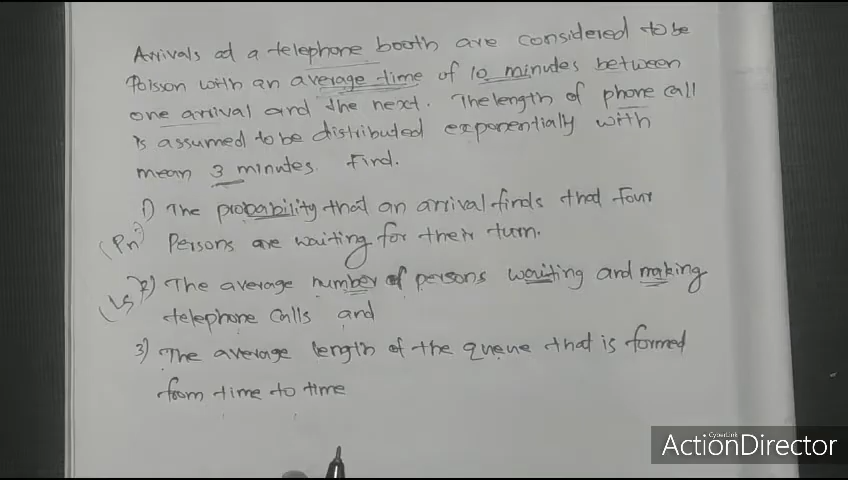 Arrivals at a telephone booth are considered to be
Poisson with an average time of 10 minutes between
one arrival and the next. The length of phone call
is assumed to be distributed exponentially with
mean 3 minutes. Find.
1) The probability that an arrival finds that four
(Pn) Persons are waiting for their turn.
2) The average number of persons waiting and making
(Ls) telephone calls and
3) The average length of the queue that is formed
from time to time
CyberLink
ActionDirector